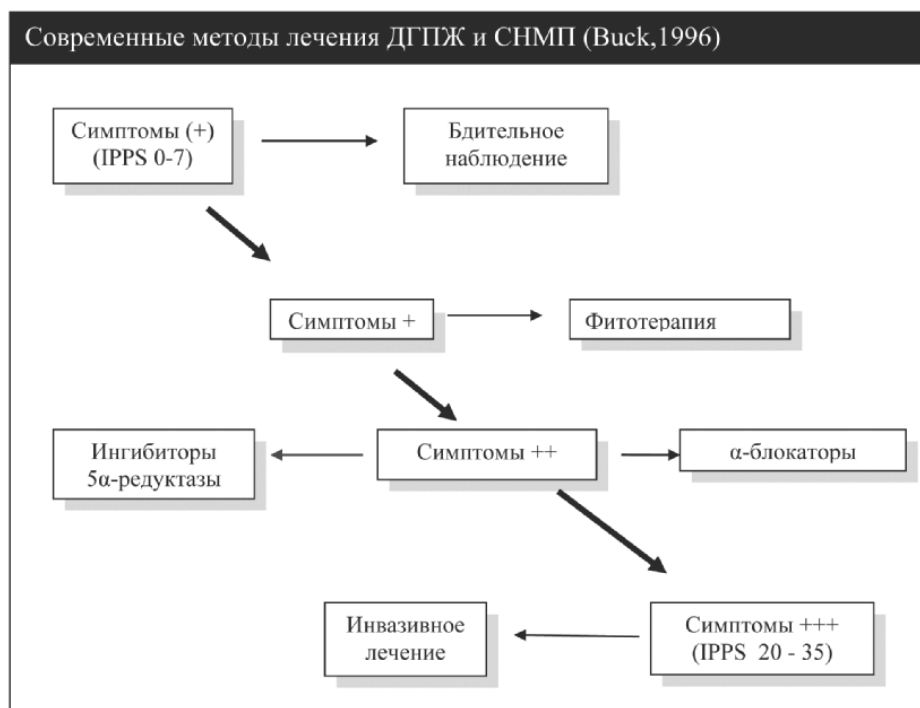 Современные методы лечения ДГПЖ и СНМП (Buck,1996)
Симптомы (+)
(IPPS 0-7)
Бдительное
наблюдение
Симптомы +
Фитотерапия
Ингибиторы
5α-редуктазы
Симптомы ++
α-блокаторы
Инвазивное
лечение
Симптомы +++
(IPPS 20 - 35)